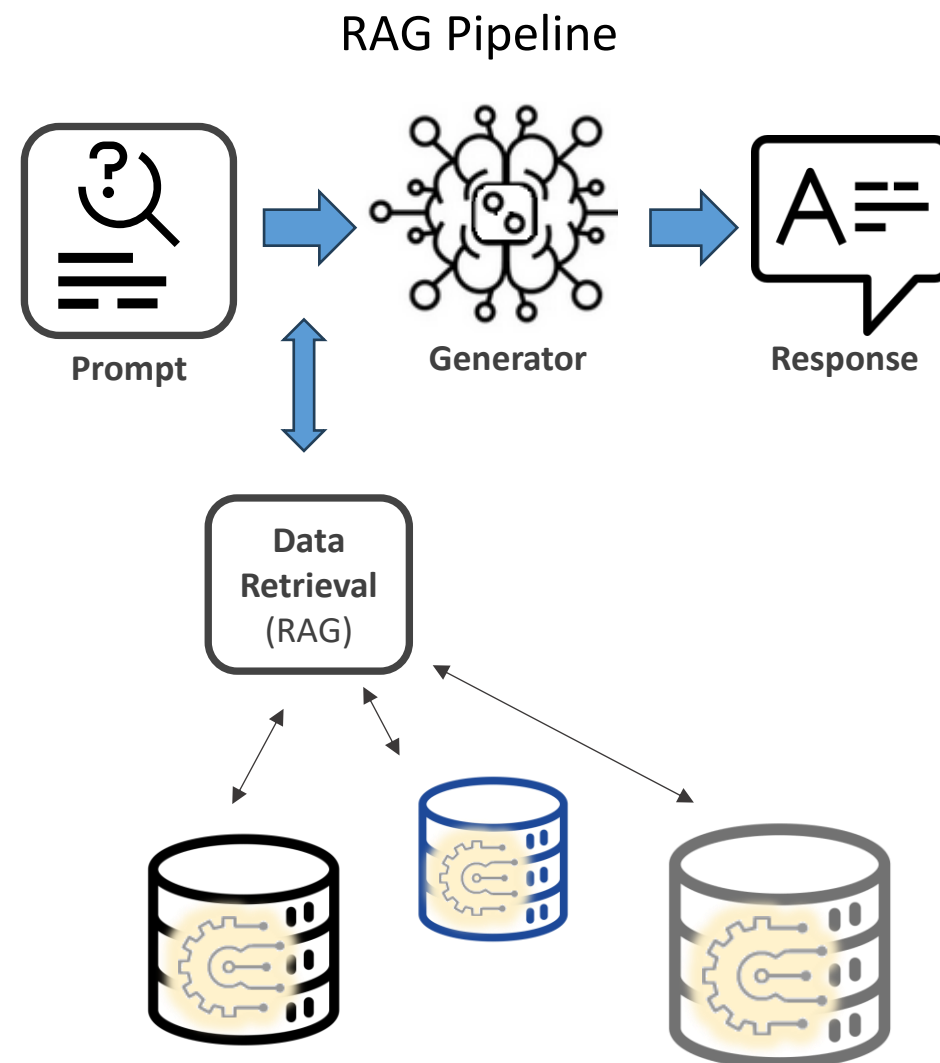 RAG Pipeline
?
A
Prompt
Generator
Response
Data
Retrieval
(RAG)